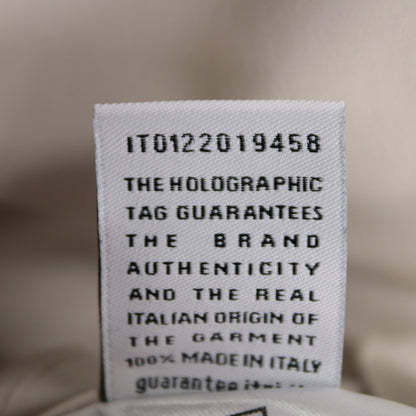 IT0122019458
THE HOLOGRAPHIC
TAG GUARANTEES
THE BRAND
AUTHENTICITY
AND THE REAL
ITALIAN ORIGIN OF
THE GARMENT
100% MADE IN ITALY
guarantee